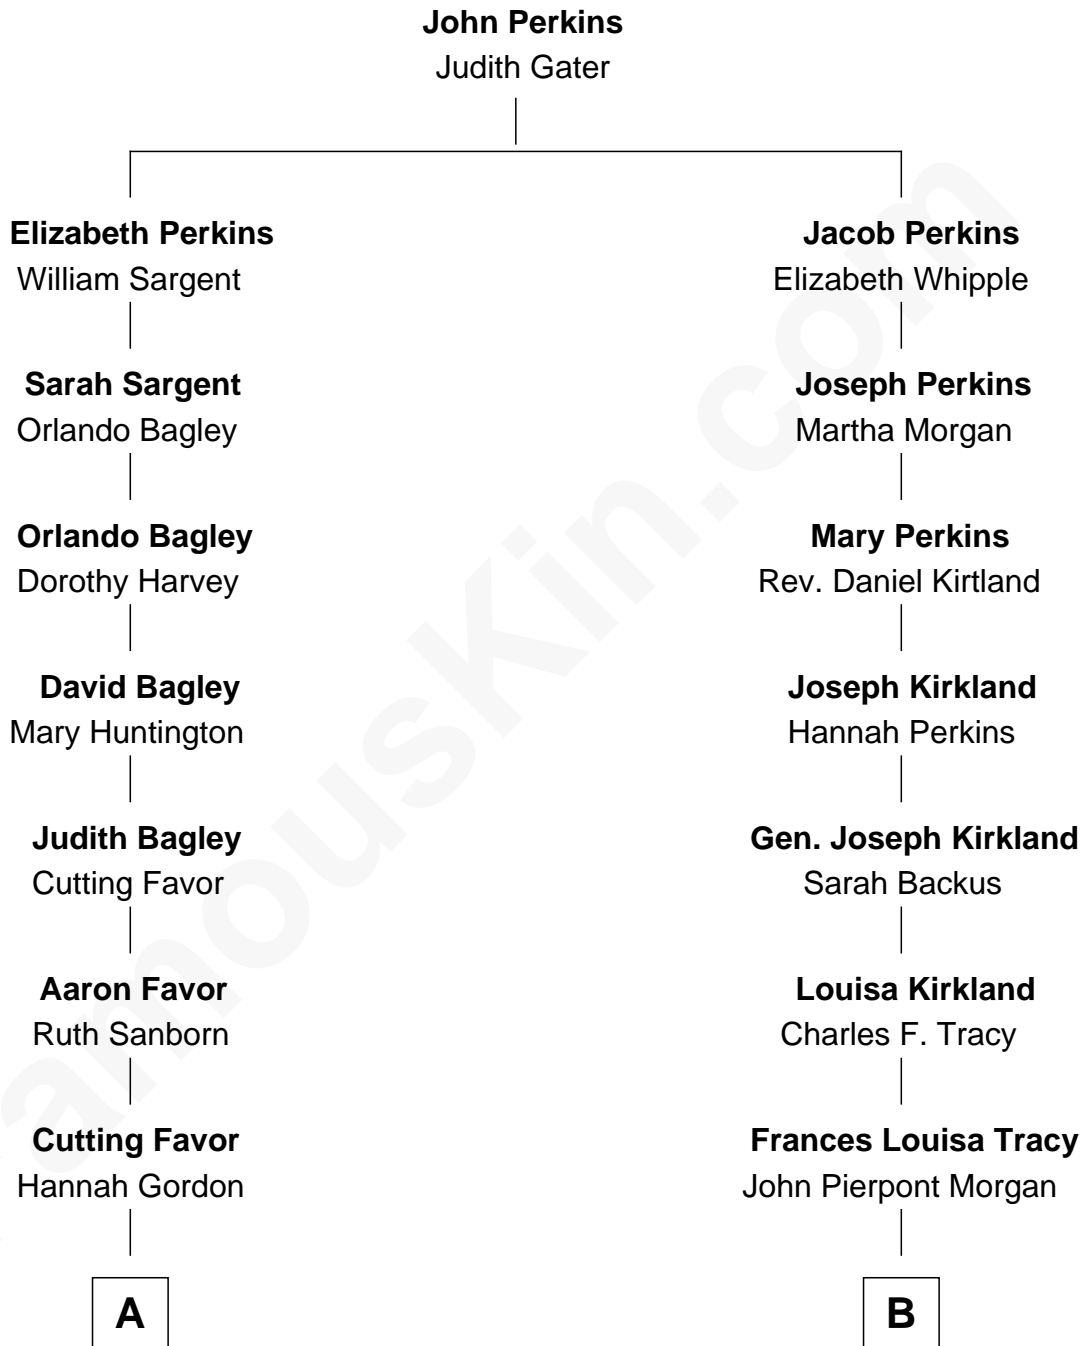 John Perkins
Judith Gater
Elizabeth Perkins
William Sargent
Jacob Perkins
Elizabeth Whipple
Sarah Sargent
Orlando Bagley
Joseph Perkins
Martha Morgan
Orlando Bagley
Dorothy Harvey
Mary Perkins
Rev. Daniel Kirtland
David Bagley
Mary Huntington
Joseph Kirkland
Hannah Perkins
Judith Bagley
Cutting Favor
Gen. Joseph Kirkland
Sarah Backus
Aaron Favor
Ruth Sanborn
Louisa Kirkland
Charles F. Tracy
Cutting Favor
Hannah Gordon
Frances Louisa Tracy
John Pierpont Morgan
A
B
amouskin.com